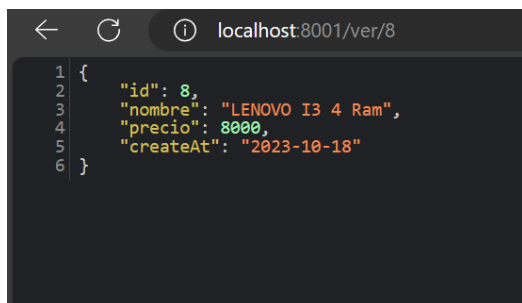 localhost:8001/ver/8
1 {
2 "id": 8,
3 "nombre": "LENOVO I3 4 Ram",
4 "precio": 8000,
5 "createAt": "2023-10-18"
6 }